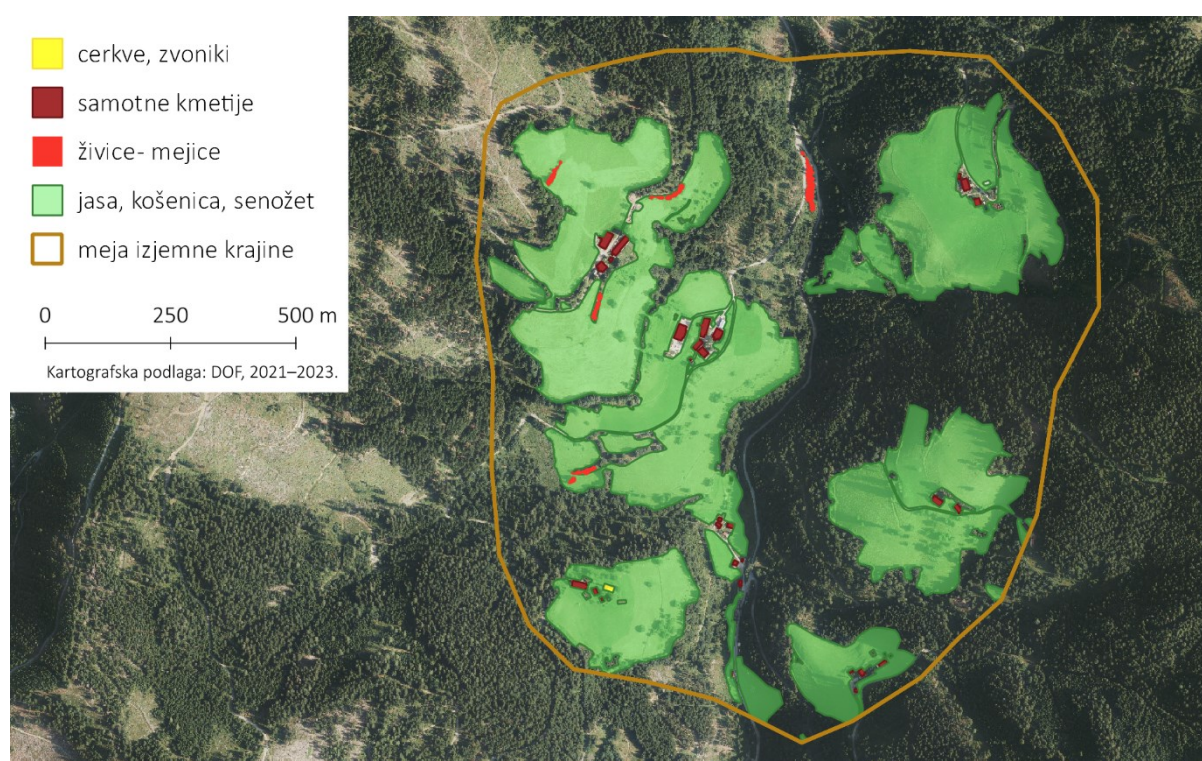 cerkve, zvoniki
samotne kmetije
živice- mejice
jasa, košenica, senožet
meja izjemne krajine
0 250 500 m
Kartografska podlaga: DOF, 2021–2023.